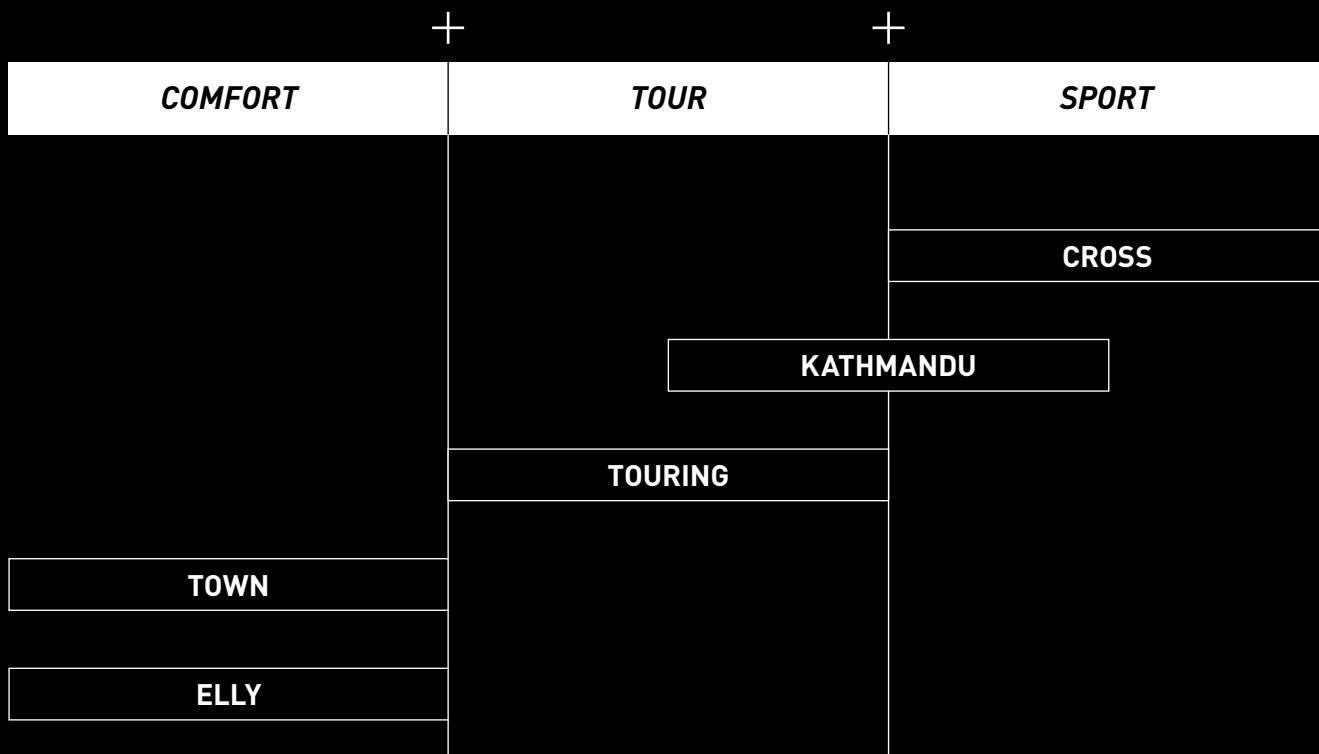 COMFORT TOUR SPORT
CROSS
KATHMANDU
TOURING
TOWN
ELLY